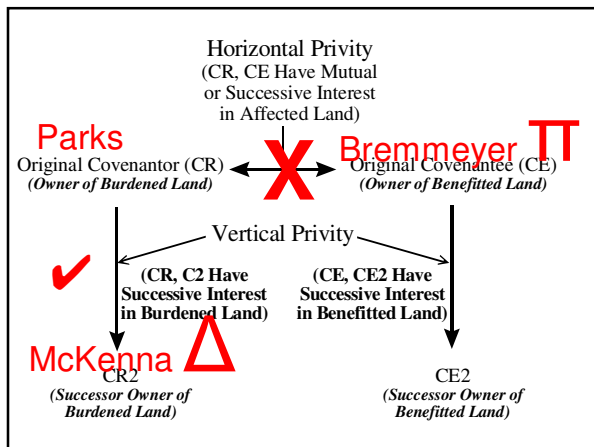 Horizontal Privity
(CR, CE Have Mutual
or Successive Interest
in Affected Land)
Parks
Bremmeyer π
X
Original Covenantor (CR)
(Owner of Burdened Land)
Original Covenantee (CE)
(Owner of Benefitted Land)
Vertical Privity
✓
(CR, C2 Have
Successive Interest
in Burdened Land)
(CE, CE2 Have
Successive Interest
in Benefitted Land)
McKenna Δ
CR2
(Successor Owner of
Burdened Land)
CE2
(Successor Owner of
Benefitted Land)